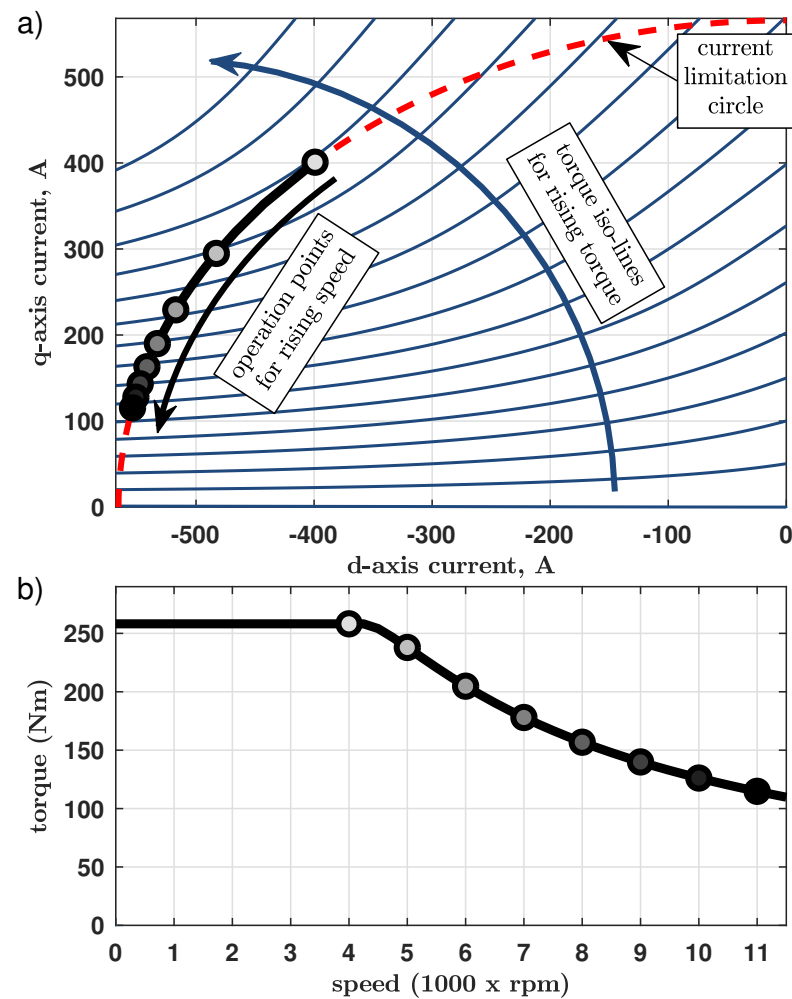 a)
500
400
300
200
100
0
q-axis current, A
current
limitation
circle
torque iso-lines
for rising torque
operation points
for rising speed
-500
-400
-300
-200
-100
0
d-axis current, A
b)
250
200
150
100
50
0
torque (Nm)
0
1
2
3
4
5
6
7
8
9
10
11
speed (1000 x rpm)